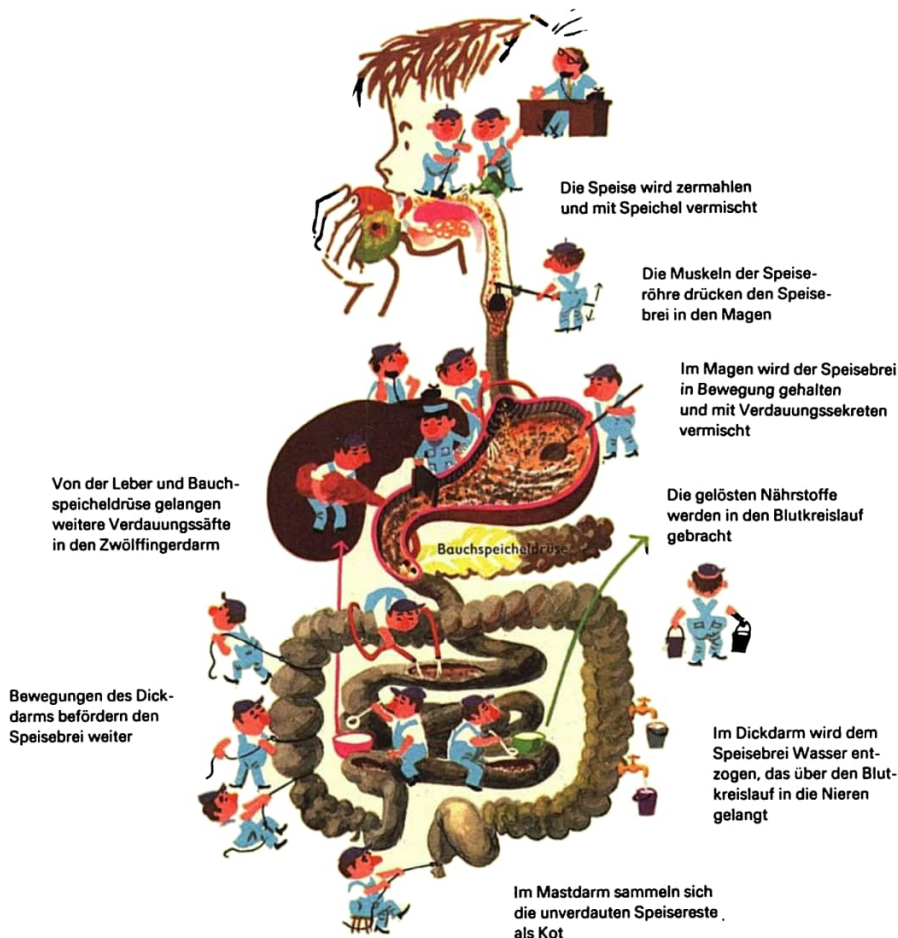 Die Speise wird zermahlen
und mit Speichel vermischt
Die Muskeln der Speise-
röhre drücken den Speise-
brei in den Magen
Im Magen wird der Speisebrei
in Bewegung gehalten
und mit Verdauungssekreten
vermischt
Von der Leber und Bauch-
speicheldrüse gelangen
weitere Verdauungssäfte
in den Zwölffingerdarm
Die gelösten Nährstoffe
werden in den Blutkreislauf
gebracht
Bauchspeicheldrüse
Bewegungen des Dick-
darms befördern den
Speisebrei weiter
Im Dickdarm wird dem
Speisebrei Wasser ent-
zogen, das über den Blut-
kreislauf in die Nieren
gelangt
Im Mastdarm sammeln sich
die unverdauten Speisereste
als Kot